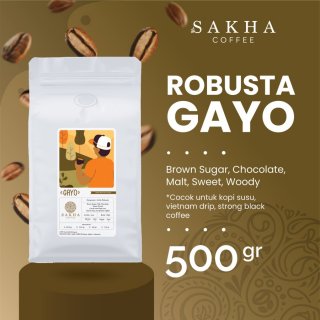 SAKHA
COFFEE
ROBUSTA
GAYO
Brown Sugar, Chocolate,
Malt, Sweet, Woody
*Cocok untuk kopi susu,
vietnam drip, strong black
coffee
500 gr
<GAYO>
SAKHA